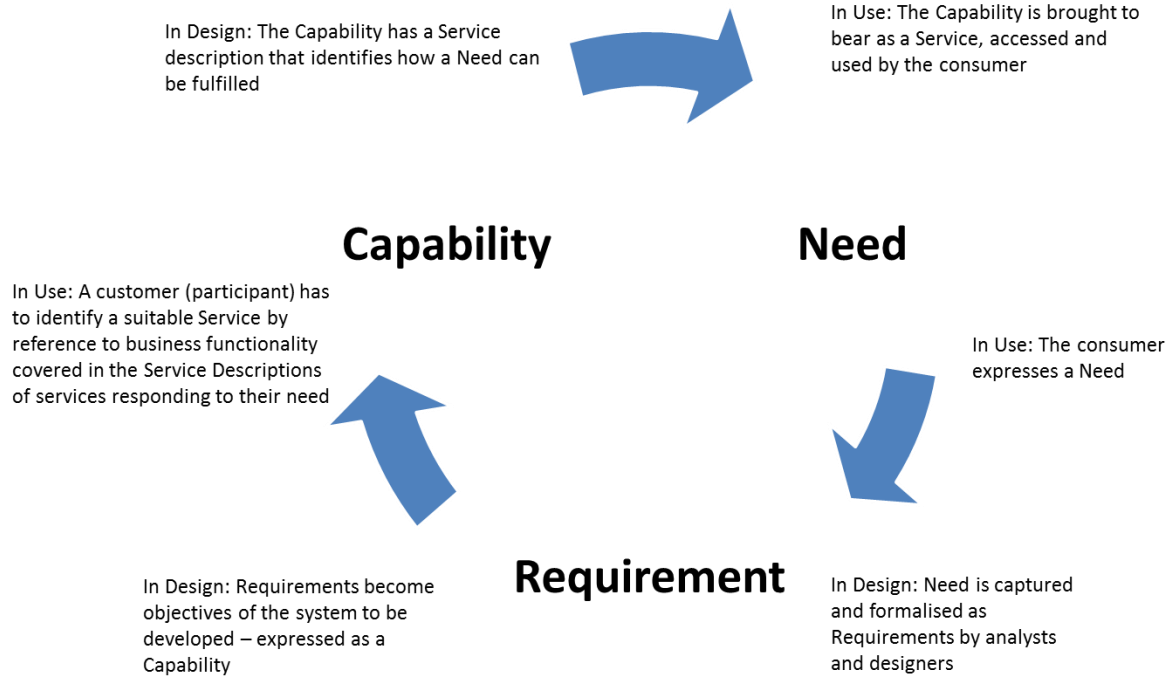 In Design: The Capability has a Service
description that identifies how a Need can
be fulfilled
In Use: The Capability is brought to
bear as a Service, accessed and
used by the consumer
Capability
Need
In Use: A customer (participant) has
to identify a suitable Service by
reference to business functionality
covered in the Service Descriptions
of services responding to their need
In Use: The consumer
expresses a Need
Requirement
In Design: Requirements become
objectives of the system to be
developed – expressed as a
Capability
In Design: Need is captured
and formalised as
Requirements by analysts
and designers